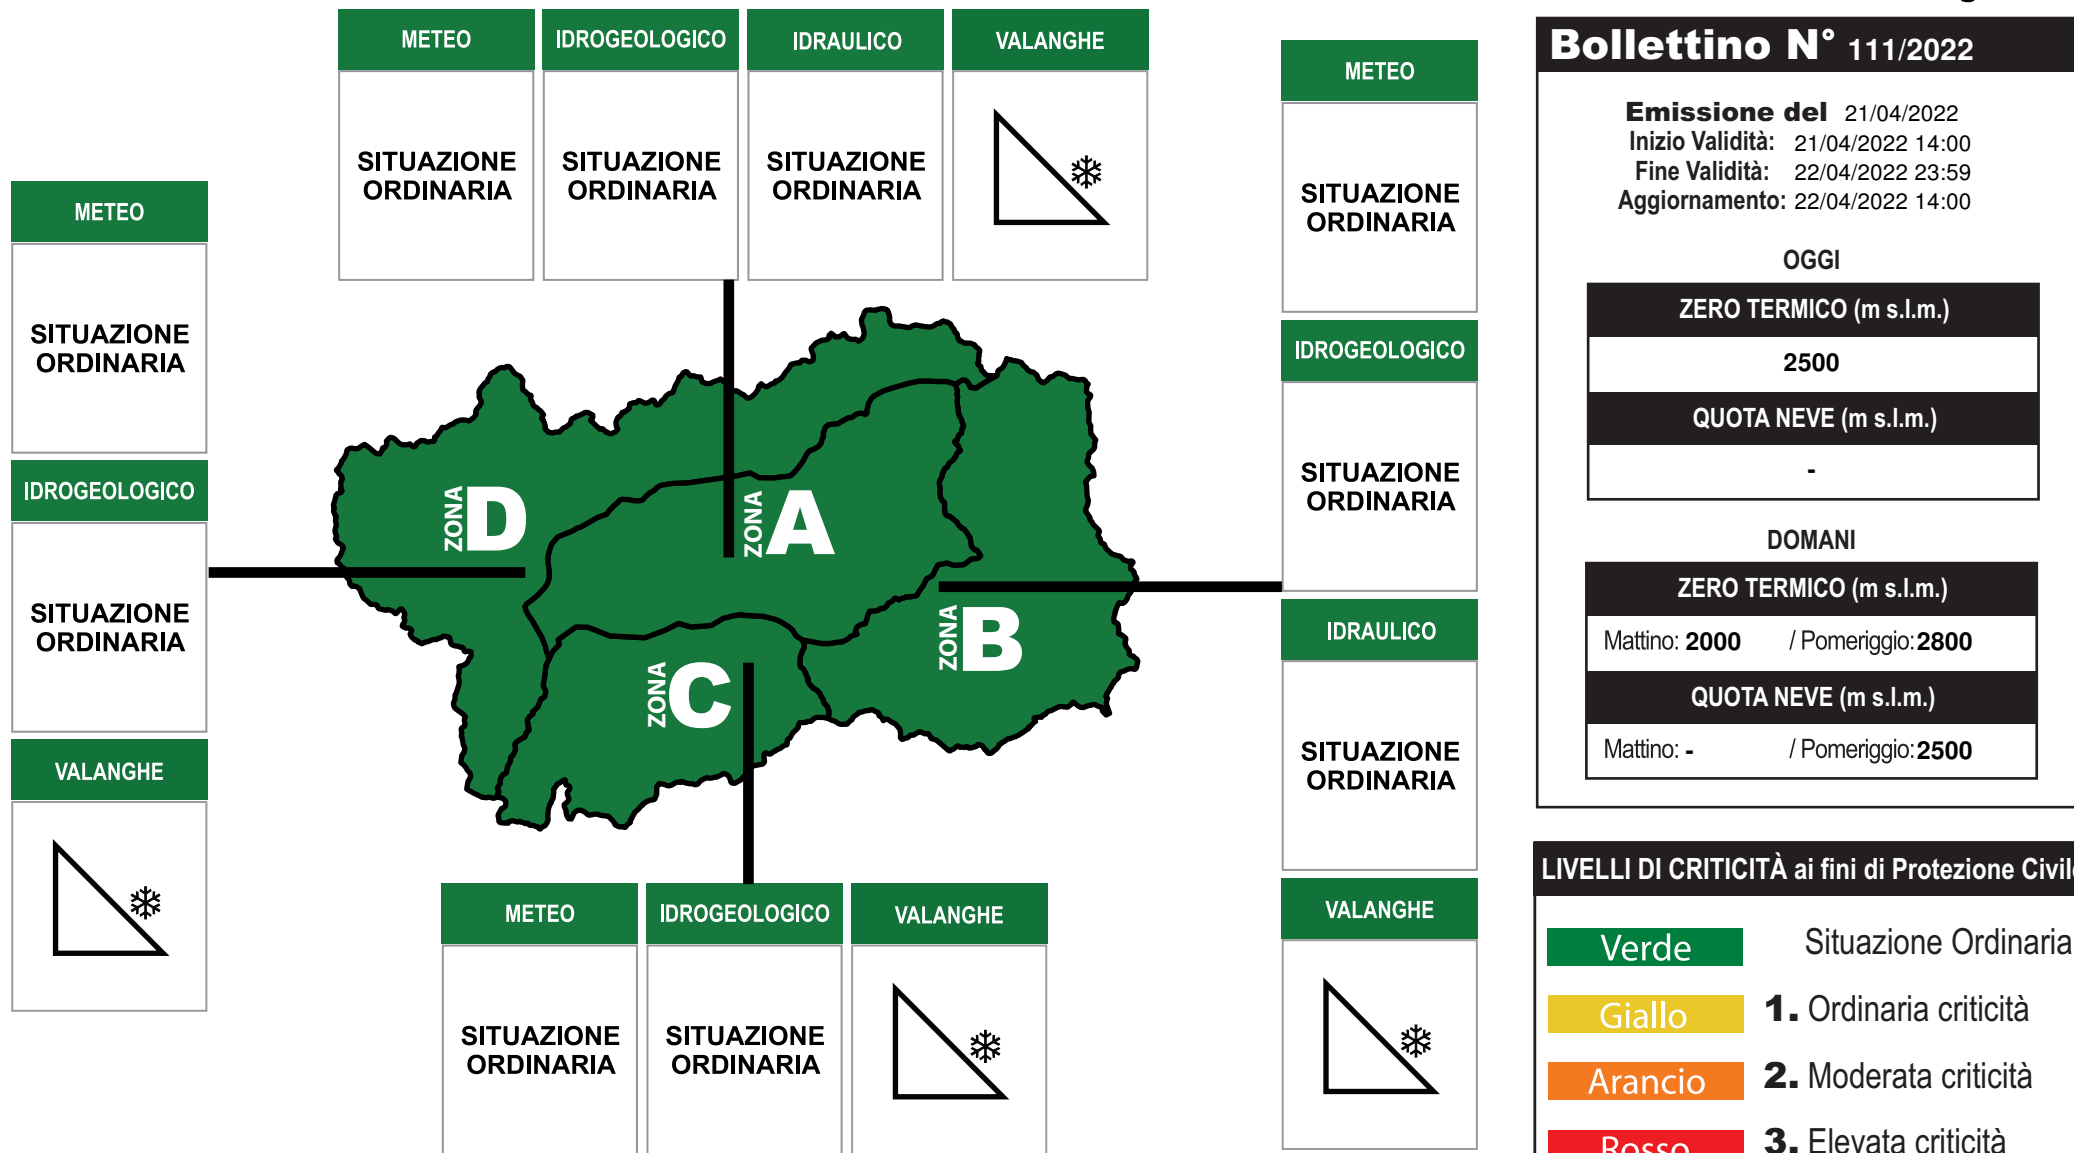 METEO
SITUAZIONE
ORDINARIA
IDROGEOLOGICO
SITUAZIONE
ORDINARIA
IDRAULICO
SITUAZIONE
ORDINARIA
VALANGHE
METEO
SITUAZIONE
ORDINARIA
IDROGEOLOGICO
SITUAZIONE
ORDINARIA
VALANGHE
ZONA D
ZONA A
ZONA B
ZONA C
METEO
SITUAZIONE
ORDINARIA
IDROGEOLOGICO
SITUAZIONE
ORDINARIA
IDRAULICO
SITUAZIONE
ORDINARIA
VALANGHE
METEO
SITUAZIONE
ORDINARIA
IDROGEOLOGICO
SITUAZIONE
ORDINARIA
VALANGHE
Bollettino N° 111/2022
Emissione del 21/04/2022
Inizio Validità: 21/04/2022 14:00
Fine Validità: 22/04/2022 23:59
Aggiornamento: 22/04/2022 14:00
OGGI
ZERO TERMICO (m s.l.m.)
2500
QUOTA NEVE (m s.l.m.)
-
DOMANI
ZERO TERMICO (m s.l.m.)
Mattino: 2000 / Pomeriggio: 2800
QUOTA NEVE (m s.l.m.)
Mattino: - / Pomeriggio: 2500
LIVELLI DI CRITICITÀ ai fini di Protezione Civile
Verde Situazione Ordinaria
Giallo 1. Ordinaria criticità
Arancio 2. Moderata criticità
Rosso 3. Elevata criticità